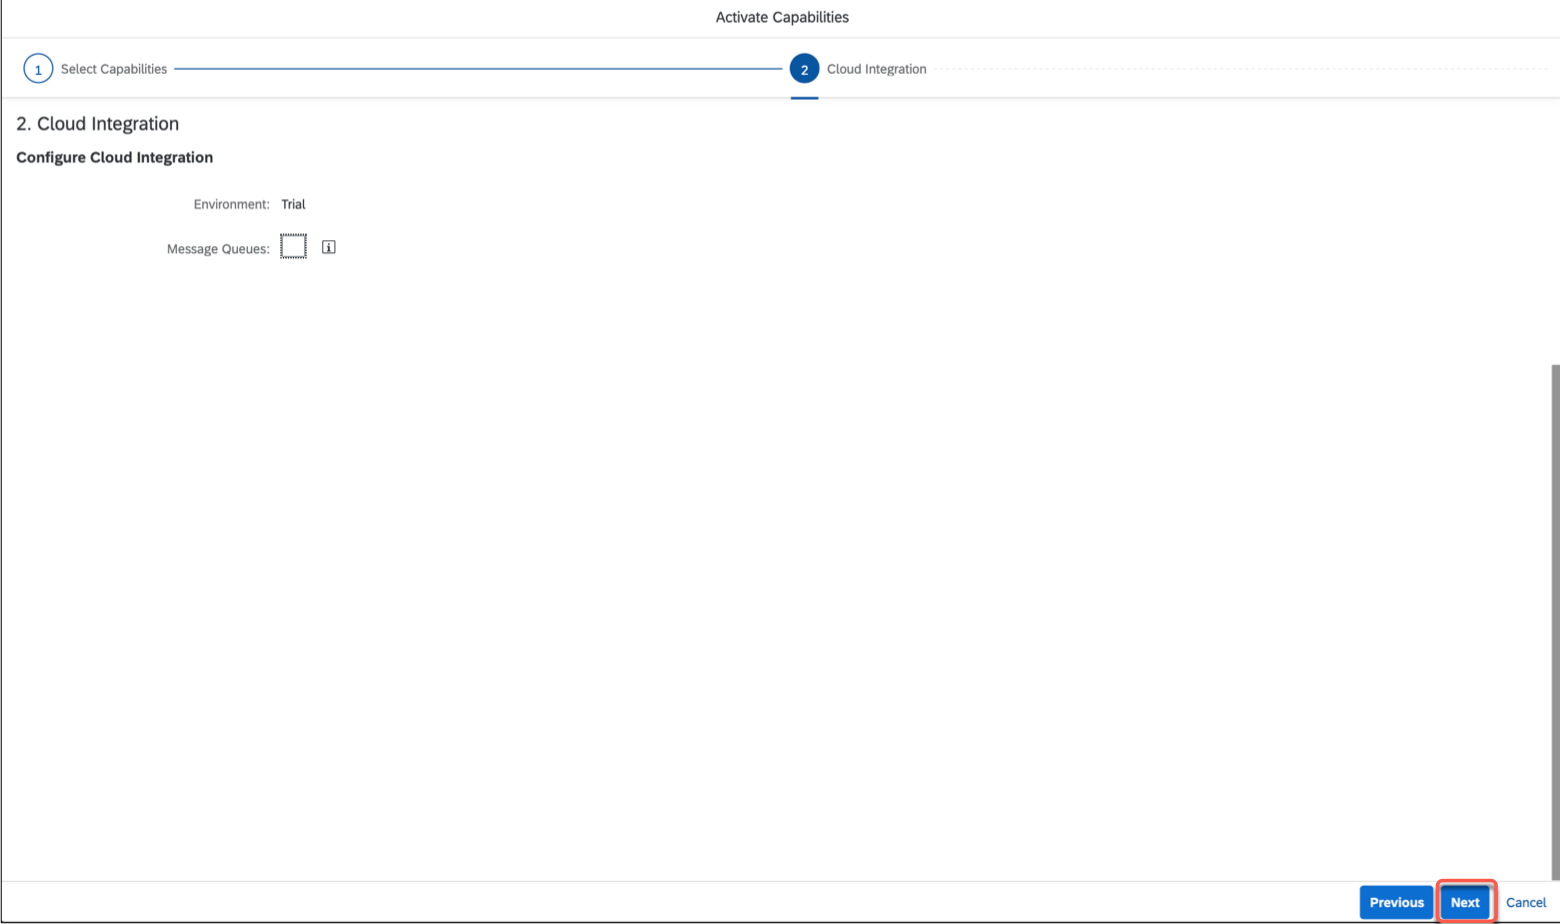 Activate Capabilities
1 Select Capabilities 2 Cloud Integration
2. Cloud Integration
Configure Cloud Integration
Environment: Trial
Message Queues: i
Previous Next Cancel